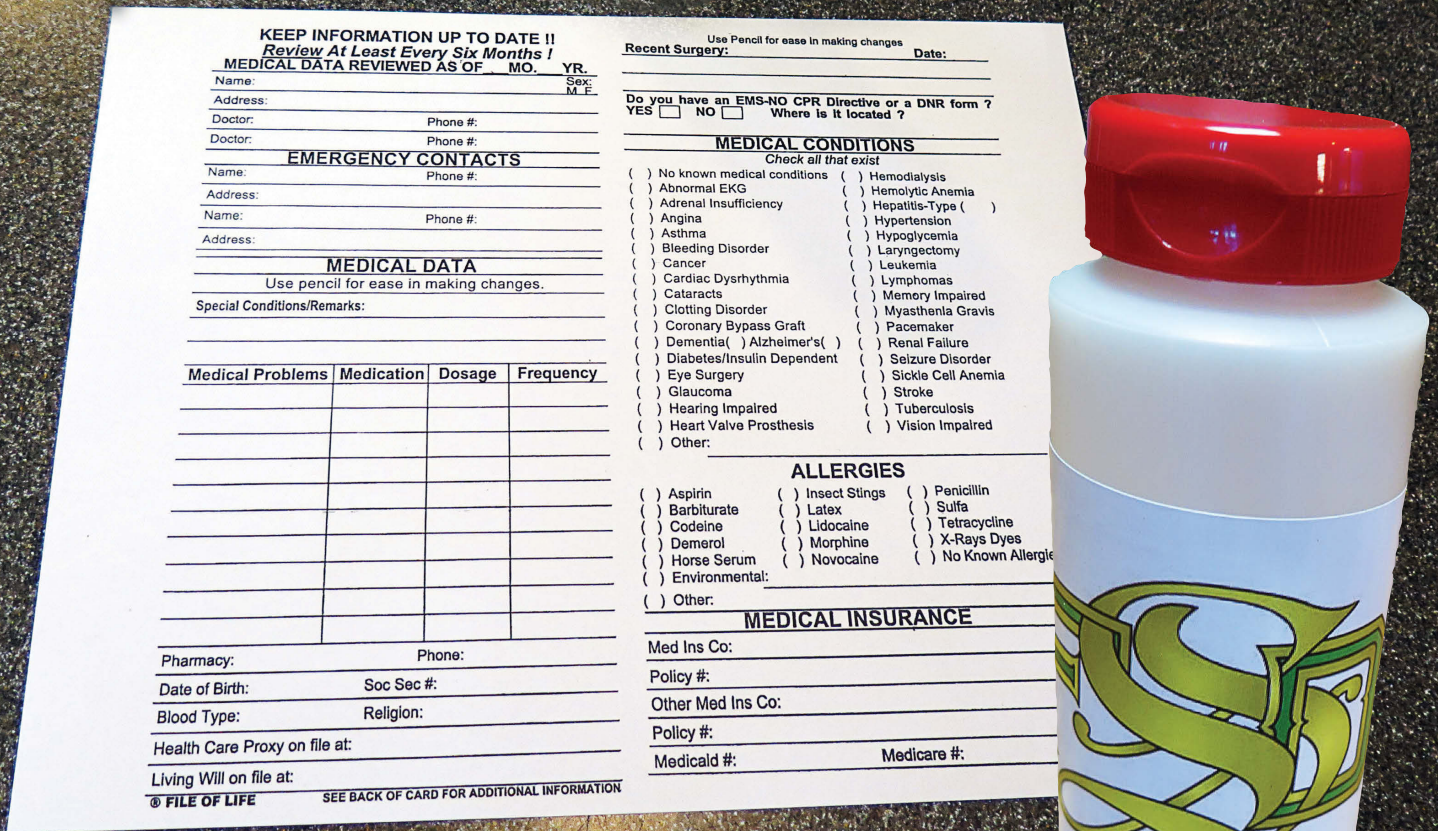 KEEP INFORMATION UP TO DATE !!
Review At Least Every Six Months !
MEDICAL DATA REVIEWED AS OF MO. YR.
Name: Sex:
M F
Address:
Doctor: Phone #:
Doctor: Phone #:
EMERGENCY CONTACTS
Name: Phone #:
Address:
Name: Phone #:
Address:
MEDICAL DATA
Use pencil for ease in making changes.
Special Conditions/Remarks:
Medical Problems Medication Dosage Frequency
Pharmacy: Phone:
Date of Birth: Soc Sec #:
Blood Type: Religion:
Health Care Proxy on file at:
Living Will on file at:
® FILE OF LIFE SEE BACK OF CARD FOR ADDITIONAL INFORMATION
Use Pencil for ease in making changes
Recent Surgery: Date:
Do you have an EMS-NO CPR Directive or a DNR form ?
YES NO Where is it located ?
MEDICAL CONDITIONS
Check all that exist
( ) No known medical conditions ( ) Hemodialysis
( ) Abnormal EKG ( ) Hemolytic Anemia
( ) Adrenal Insufficiency ( ) Hepatitis-Type ( )
( ) Angina ( ) Hypertension
( ) Asthma ( ) Hypoglycemia
( ) Bleeding Disorder ( ) Laryngectomy
( ) Cancer ( ) Leukemia
( ) Cardiac Dysrhythmia ( ) Lymphomas
( ) Cataracts ( ) Memory Impaired
( ) Clotting Disorder ( ) Myasthenia Gravis
( ) Coronary Bypass Graft ( ) Pacemaker
( ) Dementia( ) Alzheimer's( ) ( ) Renal Failure
( ) Diabetes/Insulin Dependent ( ) Seizure Disorder
( ) Eye Surgery ( ) Sickle Cell Anemia
( ) Glaucoma ( ) Stroke
( ) Hearing Impaired ( ) Tuberculosis
( ) Heart Valve Prosthesis ( ) Vision Impaired
( ) Other:
ALLERGIES
( ) Aspirin ( ) Insect Stings ( ) Penicillin
( ) Barbiturate ( ) Latex ( ) Sulfa
( ) Codeine ( ) Lidocaine ( ) Tetracycline
( ) Demerol ( ) Morphine ( ) X-Rays Dyes
( ) Horse Serum ( ) Novocaine ( ) No Known Allergie
( ) Environmental:
( ) Other:
MEDICAL INSURANCE
Med Ins Co:
Policy #:
Other Med Ins Co:
Policy #:
Medicaid #: Medicare #: